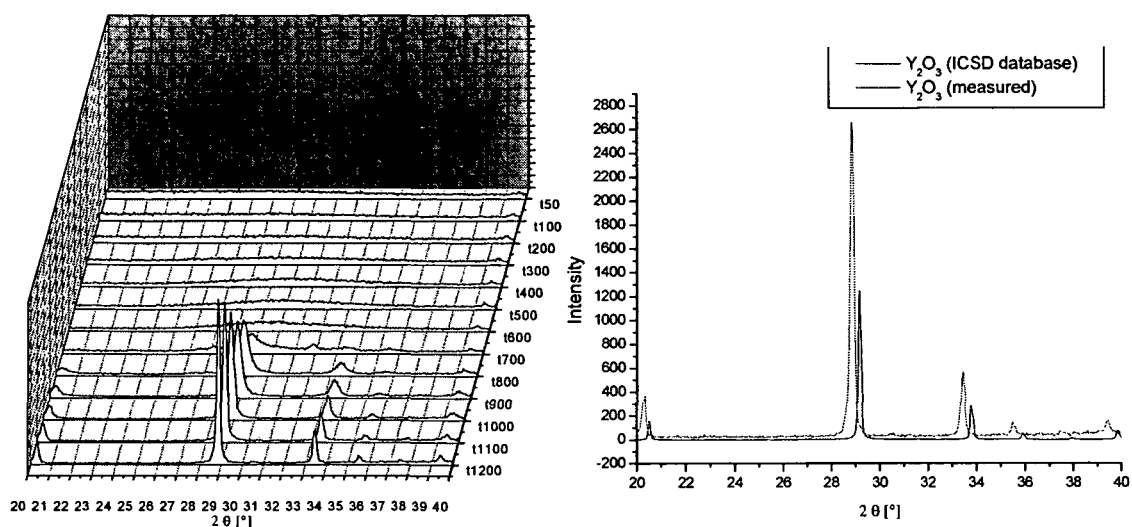 t50
t100
t200
t300
t400
t500
t600
t700
t800
t900
t1000
t1100
t1200
20 21 22 23 24 25 26 27 28 29 30 31 32 33 34 35 36 37 38 39 40
2 θ [°]
Y₂O₃ (ICSD database)
Y₂O₃ (measured)
Intensity
2800
2600
2400
2200
2000
1800
1600
1400
1200
1000
800
600
400
200
0
-200
20 22 24 26 28 30 32 34 36 38 40
2 θ [°]